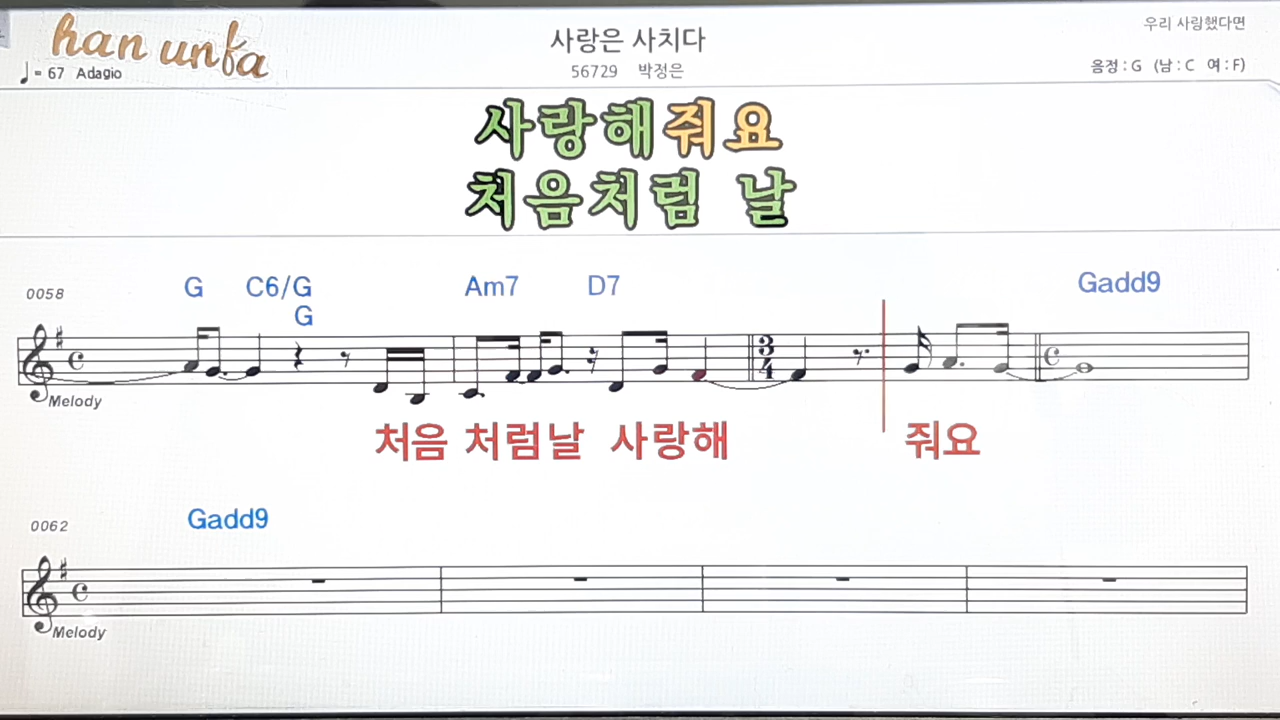 han unfa
♩= 67 Adagio
사랑은 사치다
56729 박정은
우리 사랑했다면
음정 : G (남 : C 여 : F)
사랑해줘요
처음처럼 날
0058
G C6/G Am7 D7 Gadd9
G
3
4
Melody
처음 처럼날 사랑해 줘요
0062
Gadd9
Melody